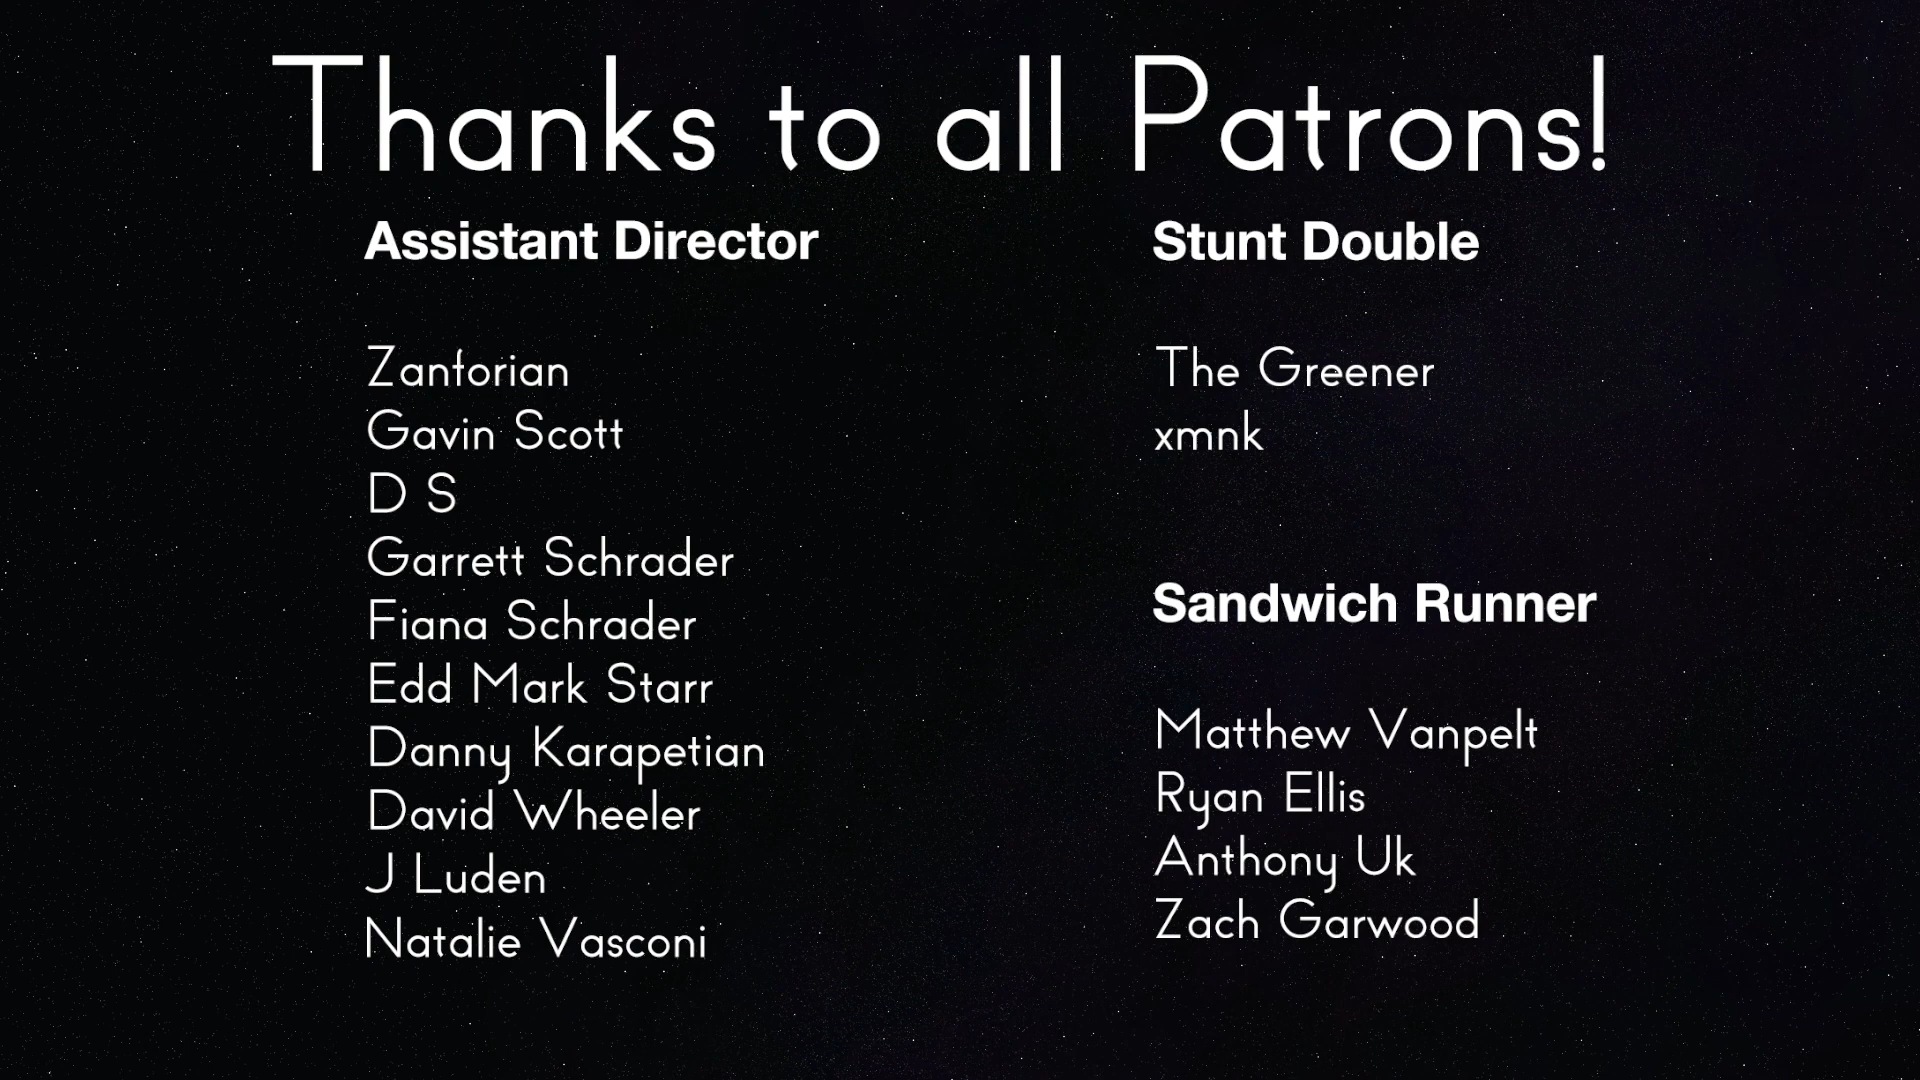 Thanks to all Patrons!
Assistant Director
Zanforian
Gavin Scott
D S
Garrett Schrader
Fiana Schrader
Edd Mark Starr
Danny Karapetian
David Wheeler
J Luden
Natalie Vasconi
Stunt Double
The Greener
xmnk
Sandwich Runner
Matthew Vanpelt
Ryan Ellis
Anthony Uk
Zach Garwood